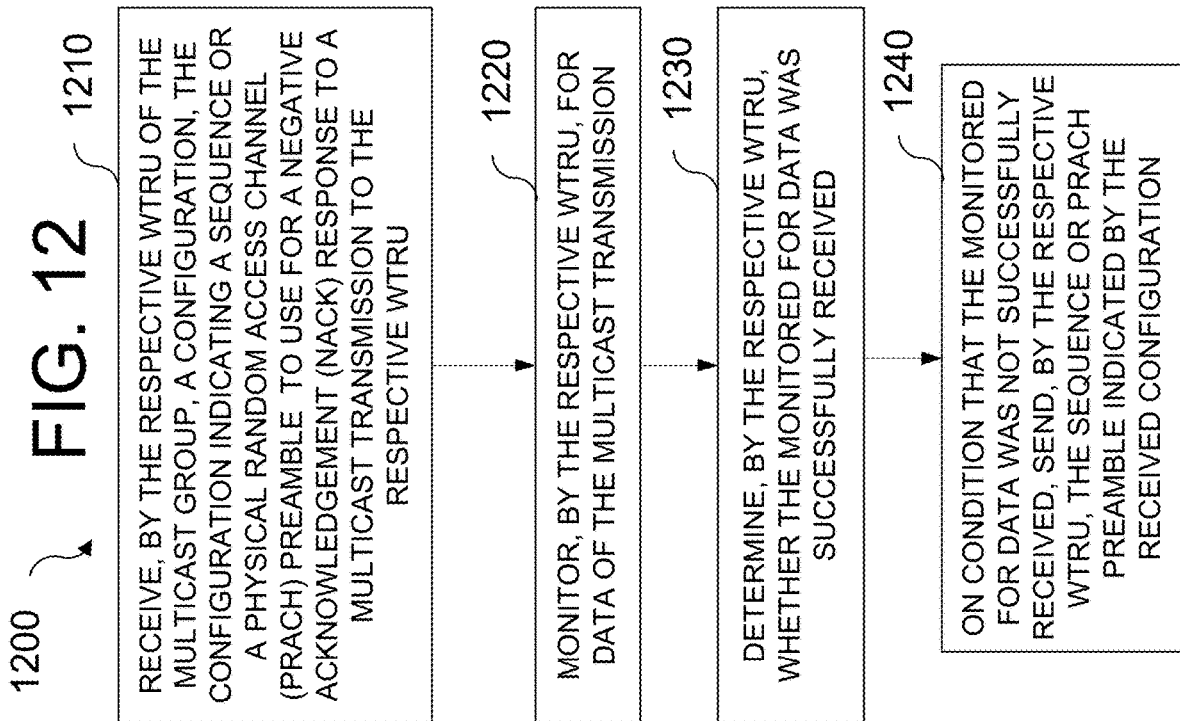 FIG. 12
1200
1210
RECEIVE, BY THE RESPECTIVE WTRU OF THE
MULTICAST GROUP, A CONFIGURATION, THE
CONFIGURATION INDICATING A SEQUENCE OR
A PHYSICAL RANDOM ACCESS CHANNEL
(PRACH) PREAMBLE TO USE FOR A NEGATIVE
ACKNOWLEDGEMENT (NACK) RESPONSE TO A
MULTICAST TRANSMISSION TO THE
RESPECTIVE WTRU
1220
MONITOR, BY THE RESPECTIVE WTRU, FOR
DATA OF THE MULTICAST TRANSMISSION
1230
DETERMINE, BY THE RESPECTIVE WTRU,
WHETHER THE MONITORED FOR DATA WAS
SUCCESSFULLY RECEIVED
1240
ON CONDITION THAT THE MONITORED
FOR DATA WAS NOT SUCCESSFULLY
RECEIVED, SEND, BY THE RESPECTIVE
WTRU, THE SEQUENCE OR PRACH
PREAMBLE INDICATED BY THE
RECEIVED CONFIGURATION